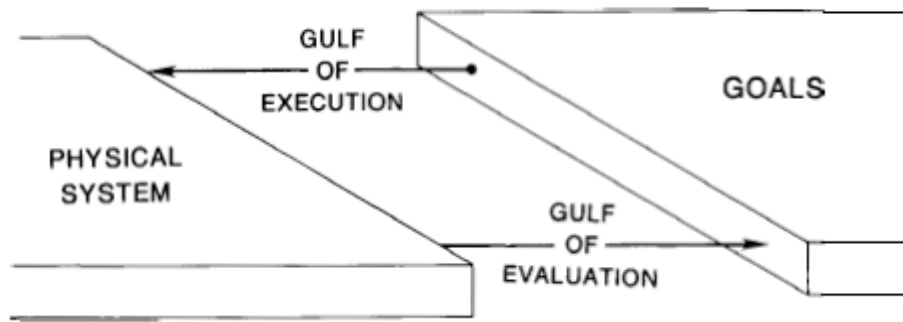 GULF
OF
EXECUTION
GOALS
PHYSICAL
SYSTEM
GULF
OF
EVALUATION